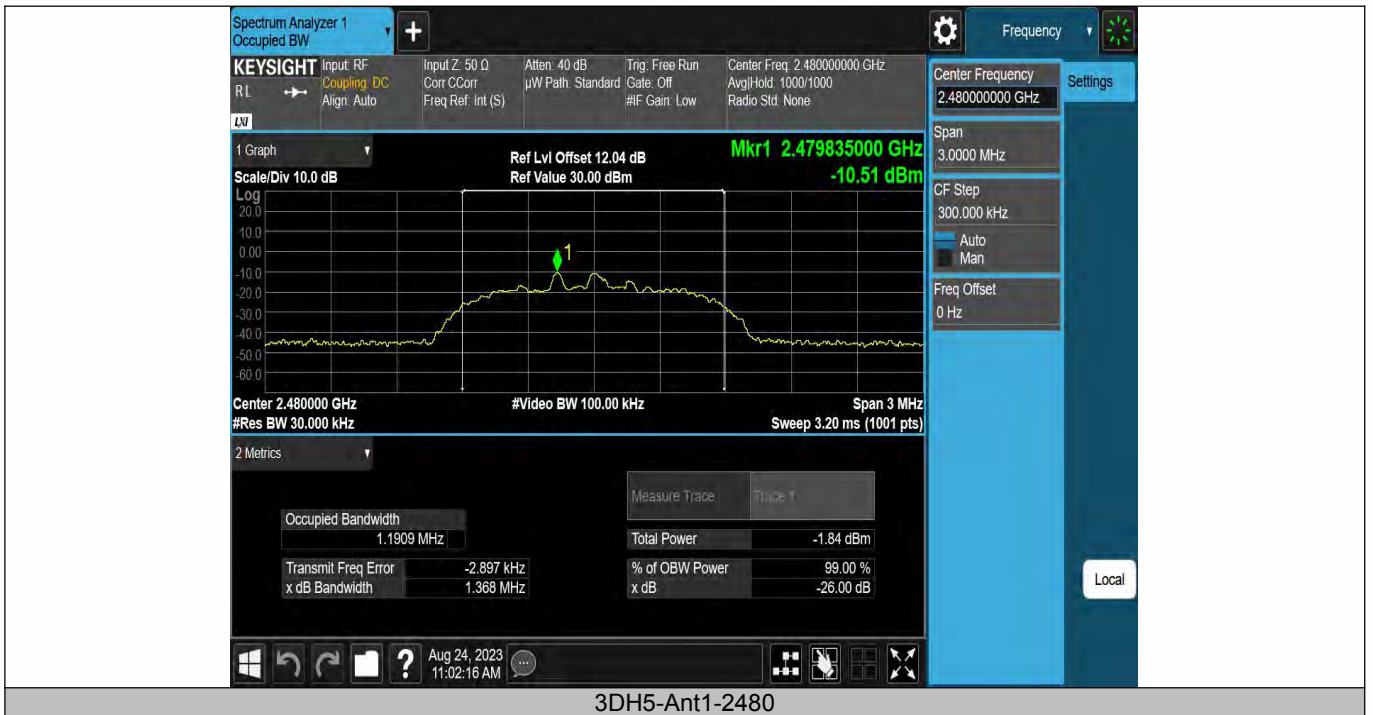 Spectrum Analyzer 1
Occupied BW
+
Frequency
KEYSIGHT
RL
LXI
Input: RF
Coupling: DC
Align: Auto
Input Z: 50 Ω
Corr CCorr
Freq Ref: Int (S)
Atten: 40 dB
µW Path: Standard
Trig: Free Run
Gate: Off
#IF Gain: Low
Center Freq: 2.480000000 GHz
Avg|Hold: 1000/1000
Radio Std: None
Center Frequency
2.480000000 GHz
Settings
Span
3.0000 MHz
CF Step
300.000 kHz
Auto
Man
Freq Offset
0 Hz
Local
1 Graph
Scale/Div 10.0 dB
Ref Lvl Offset 12.04 dB
Ref Value 30.00 dBm
Mkr1 2.479835000 GHz
-10.51 dBm
Log
20.0
10.0
0.00
-10.0
-20.0
-30.0
-40.0
-50.0
-60.0
1
Center 2.480000 GHz
#Video BW 100.00 kHz
Span 3 MHz
#Res BW 30.000 kHz
Sweep 3.20 ms (1001 pts)
2 Metrics
Measure Trace
Trace 1
Occupied Bandwidth
1.1909 MHz
Total Power
-1.84 dBm
Transmit Freq Error
-2.897 kHz
% of OBW Power
99.00 %
x dB Bandwidth
1.368 MHz
x dB
-26.00 dB
?
Aug 24, 2023
11:02:16 AM
3DH5-Ant1-2480